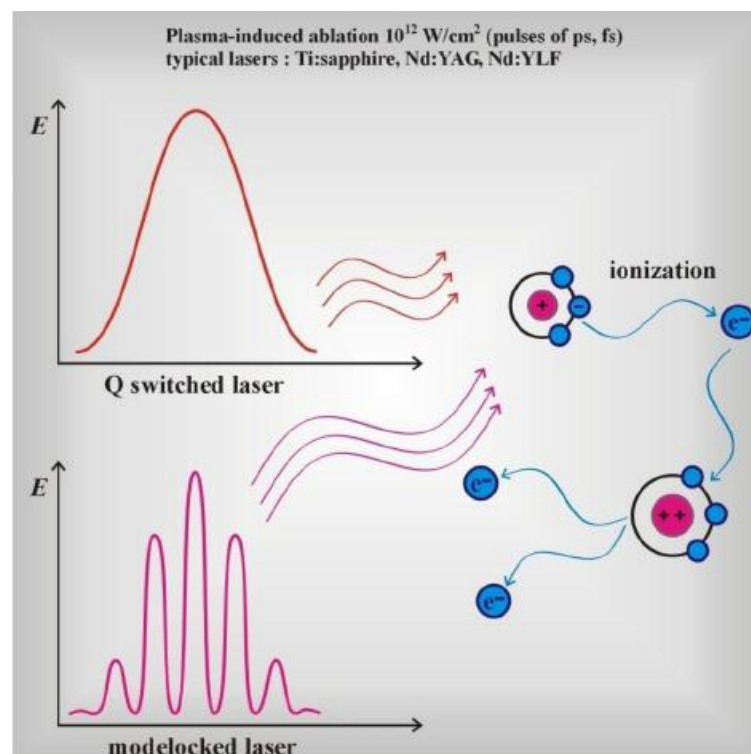 Plasma-induced ablation 10¹² W/cm² (pulses of ps, fs)
typical lasers : Ti:sapphire, Nd:YAG, Nd:YLF
E
Q switched laser
+
-
ionization
e-
E
modelocked laser
e-
++
e-